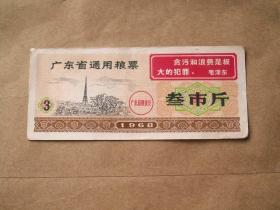 广东省通用粮票
贪污和浪费是极
大的犯罪。 毛泽东
3
叁市斤
1968